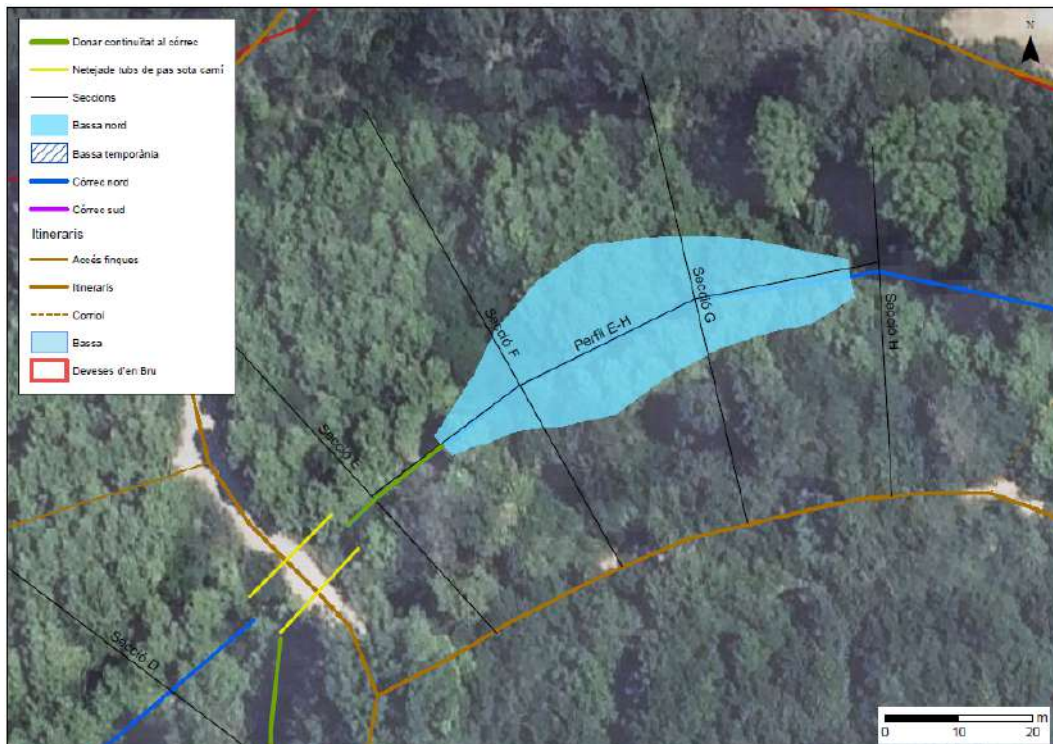 Donar continuïtat al còrrec
Netejade tubs de pas sota camí
Seccions
Bassa nord
Bassa temporània
Còrrec nord
Còrrec sud
Itineraris
Accés finques
Itineraris
Corriol
Bassa
Deveses d'en Bru
N
Secció F
Secció G
Perfil E-H
Secció H
Secció E
Secció D
m
0 10 20